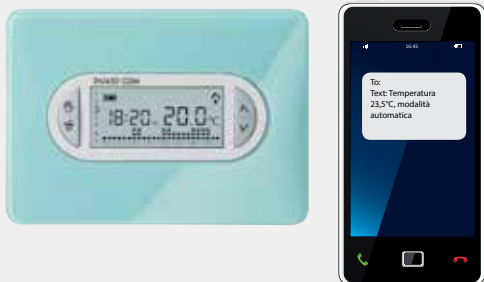 18:20
20.0°C
16:45
To:
Text: Temperatura
23,5°C, modalità
automatica